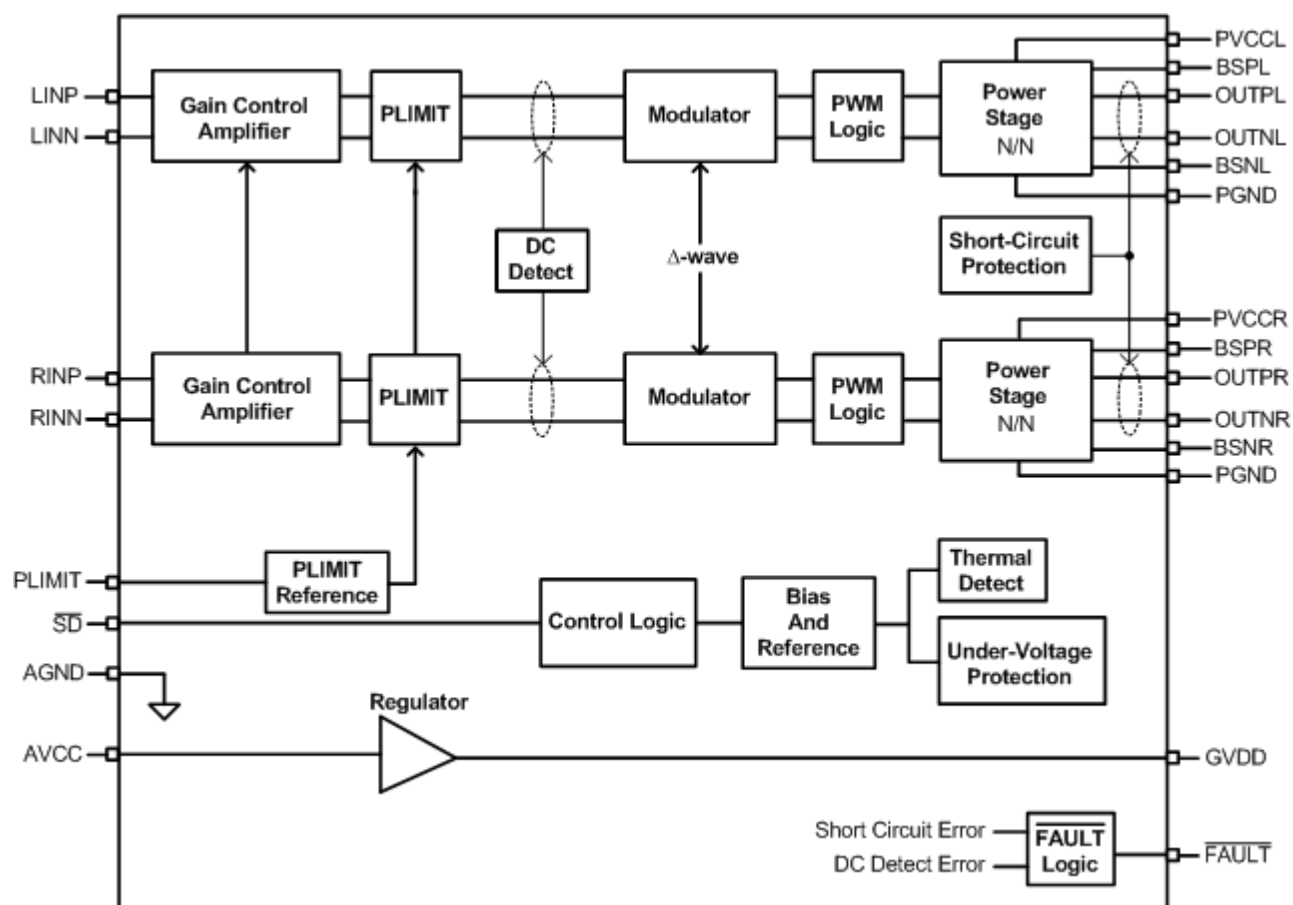 PVCCL
BSPL
LINP
Gain Control
Amplifier
PLIMIT
Modulator
PWM
Logic
Power
Stage
N/N
OUTPL
LINN
OUTNL
BSNL
PGND
DC
Detect
Δ-wave
Short-Circuit
Protection
PVCCR
BSPR
RINP
Gain Control
Amplifier
PLIMIT
Modulator
PWM
Logic
Power
Stage
N/N
OUTPR
RINN
OUTNR
BSNR
PGND
PLIMIT
PLIMIT
Reference
SD
Control Logic
Bias
And
Reference
Thermal
Detect
Under-Voltage
Protection
AGND
Regulator
AVCC
GVDD
Short Circuit Error
DC Detect Error
FAULT
Logic
FAULT